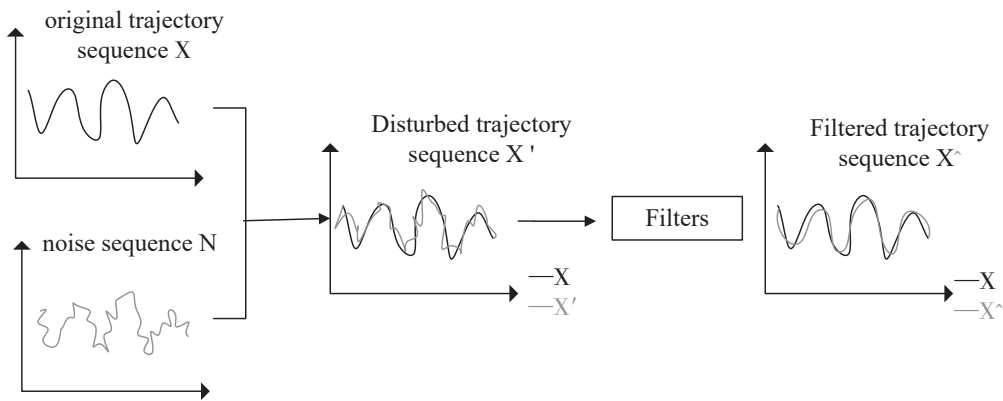 original trajectory
sequence X
noise sequence N
Disturbed trajectory
sequence X '
X
X'
Filters
Filtered trajectory
sequence X^
X
X^